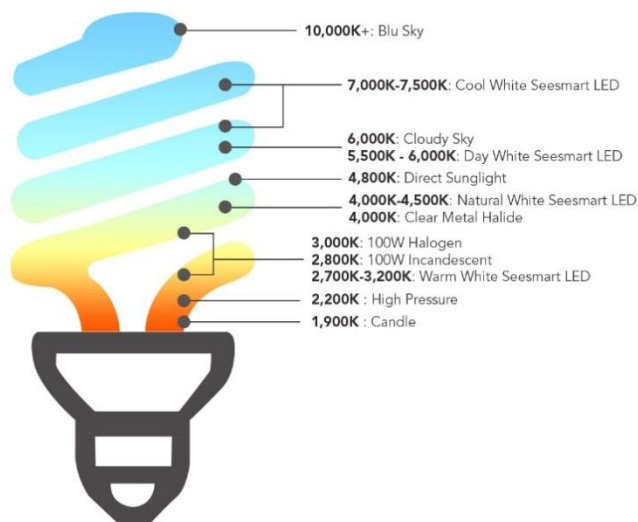 10,000K+: Blu Sky
7,000K-7,500K: Cool White Seesmart LED
6,000K: Cloudy Sky
5,500K - 6,000K: Day White Seesmart LED
4,800K: Direct Sunglight
4,000K-4,500K: Natural White Seesmart LED
4,000K: Clear Metal Halide
3,000K: 100W Halogen
2,800K: 100W Incandescent
2,700K-3,200K: Warm White Seesmart LED
2,200K : High Pressure
1,900K : Candle